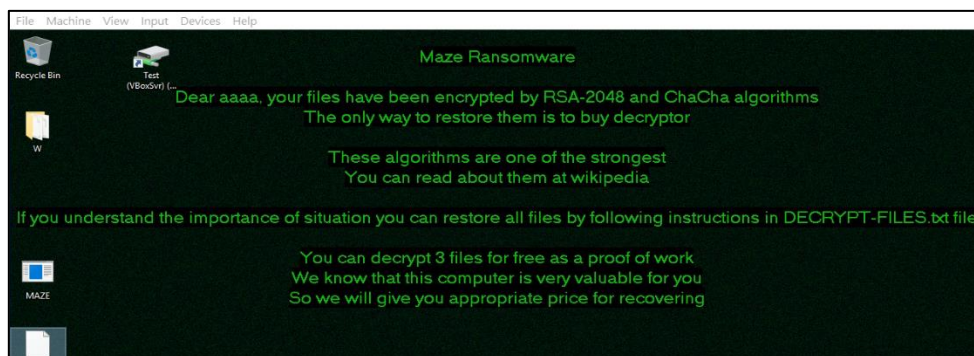 File Machine View Input Devices Help
Recycle Bin
Test
(VBoxSvr) (...
W
MAZE
Maze Ransomware
Dear aaaa, your files have been encrypted by RSA-2048 and ChaCha algorithms
The only way to restore them is to buy decryptor
These algorithms are one of the strongest
You can read about them at wikipedia
If you understand the importance of situation you can restore all files by following instructions in DECRYPT-FILES.txt file
You can decrypt 3 files for free as a proof of work
We know that this computer is very valuable for you
So we will give you appropriate price for recovering